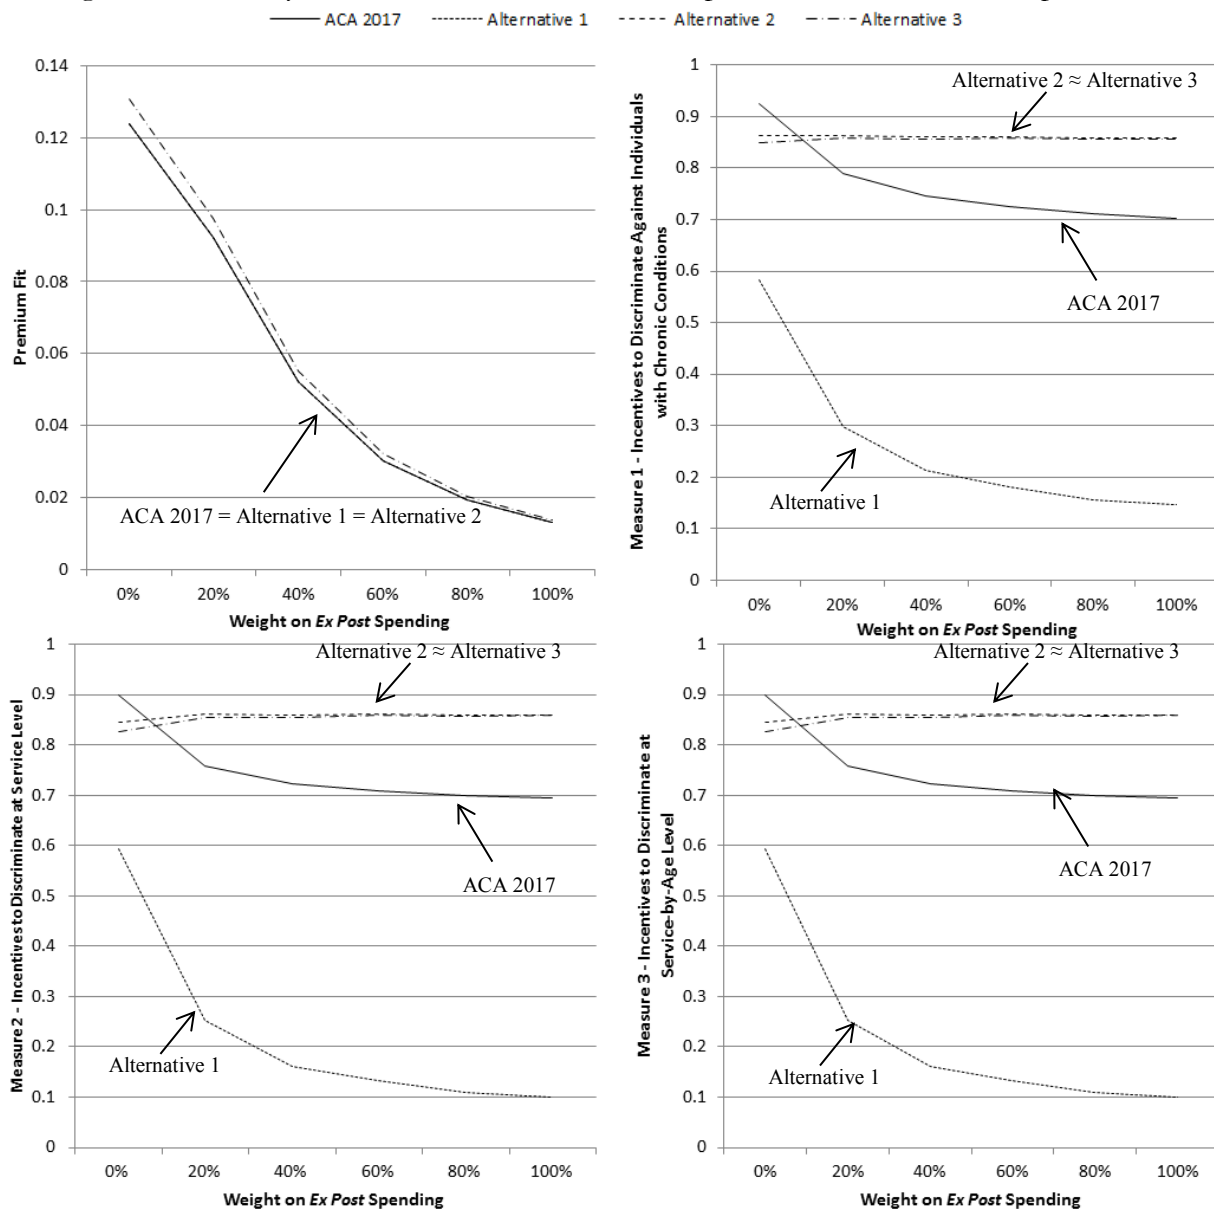 ACA 2017 Alternative 1 Alternative 2 Alternative 3
0.14
0.12
0.1
0.08
0.06
0.04
0.02
0
Premium Fit
ACA 2017 = Alternative 1 = Alternative 2
0% 20% 40% 60% 80% 100%
Weight on Ex Post Spending
1
0.9
0.8
0.7
0.6
0.5
0.4
0.3
0.2
0.1
0
Measure 1 - Incentives to Discriminate Against Individuals
with Chronic Conditions
Alternative 2 ≈ Alternative 3
ACA 2017
Alternative 1
0% 20% 40% 60% 80% 100%
Weight on Ex Post Spending
1
0.9
0.8
0.7
0.6
0.5
0.4
0.3
0.2
0.1
0
Measure 2 - Incentives to Discriminate at Service Level
Alternative 2 ≈ Alternative 3
ACA 2017
Alternative 1
0% 20% 40% 60% 80% 100%
Weight on Ex Post Spending
1
0.9
0.8
0.7
0.6
0.5
0.4
0.3
0.2
0.1
0
Measure 3 - Incentives to Discriminate at
Service-by-Age Level
Alternative 2 ≈ Alternative 3
ACA 2017
Alternative 1
0% 20% 40% 60% 80% 100%
Weight on Ex Post Spending